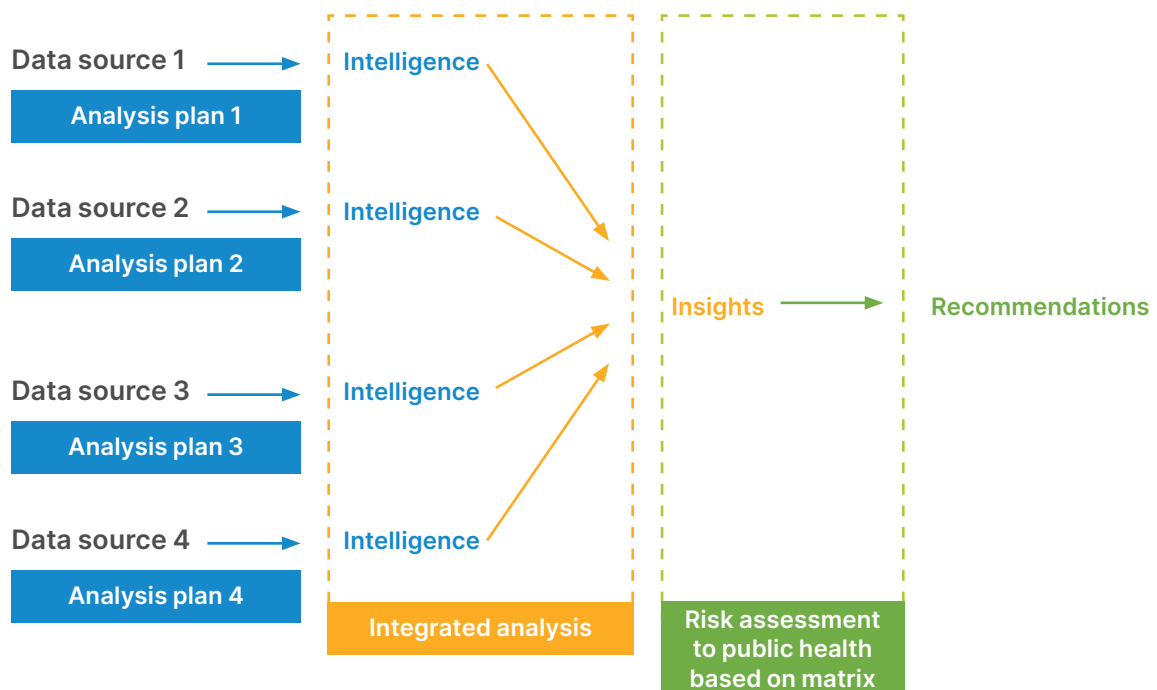 Data source 1
Intelligence
Analysis plan 1
Data source 2
Intelligence
Analysis plan 2
Insights
Recommendations
Data source 3
Intelligence
Analysis plan 3
Data source 4
Intelligence
Analysis plan 4
Integrated analysis
Risk assessment
to public health
based on matrix